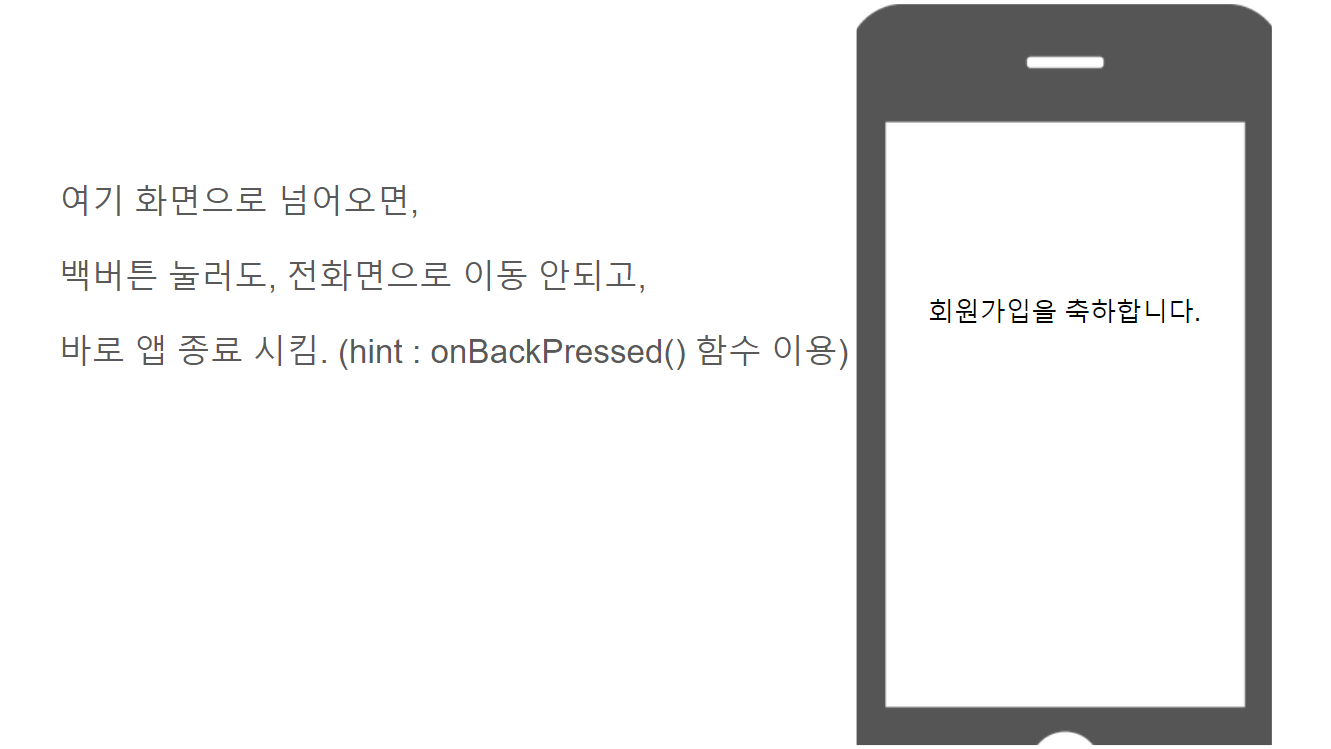 여기 화면으로 넘어오면,
백버튼 눌러도, 전화면으로 이동 안되고,
바로 앱 종료 시킴. (hint : onBackPressed() 함수 이용)
회원가입을 축하합니다.